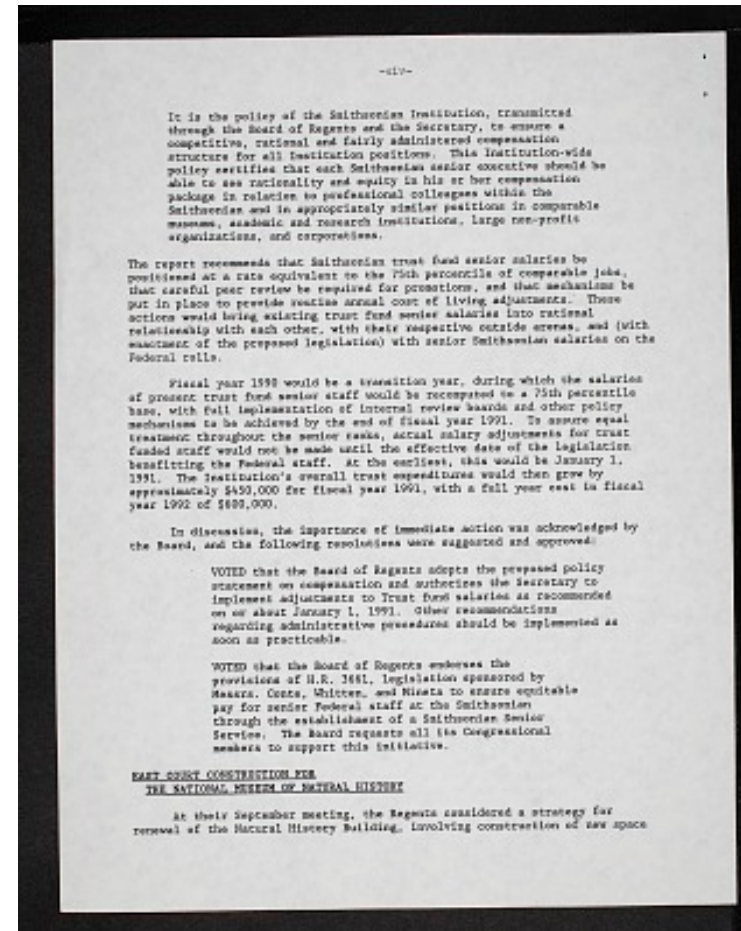 -xiv-
It is the policy of the Smithsonian Institution, transmitted
through the Board of Regents and the Secretary, to ensure a
competitive, rational and fairly administered compensation
structure for all Institution positions. This Institution-wide
policy certifies that each Smithsonian senior executive should be
able to see rationality and equity in his or her compensation
package in relation to professional colleagues within the
Smithsonian and in appropriately similar positions in comparable
museums, academic and research institutions, large non-profit
organizations, and corporations.
The report recommends that Smithsonian trust fund senior salaries be
positioned at a rate equivalent to the 75th percentile of comparable jobs,
that careful peer review be required for promotions, and that mechanisms be
put in place to provide routine annual cost of living adjustments. These
actions would bring existing trust fund senior salaries into rational
relationship with each other, with their respective outside arenas, and (with
enactment of the proposed legislation) with senior Smithsonian salaries on the
Federal rolls.
Fiscal year 1990 would be a transition year, during which the salaries
of present trust fund senior staff would be recomputed to a 75th percentile
base, with full implementation of internal review boards and other policy
mechanisms to be achieved by the end of fiscal year 1991. To assure equal
treatment throughout the senior ranks, actual salary adjustments for trust
funded staff would not be made until the effective date of the legislation
benefitting the Federal staff. At the earliest, this would be January 1,
1991. The Institution's overall trust expenditures would then grow by
approximately $450,000 for fiscal year 1991, with a full year cost in fiscal
year 1992 of $600,000.
In discussion, the importance of immediate action was acknowledged by
the Board, and the following resolutions were suggested and approved:
VOTED that the Board of Regents adopts the proposed policy
statement on compensation and authorizes the Secretary to
implement adjustments to Trust fund salaries as recommended
on or about January 1, 1991. Other recommendations
regarding administrative procedures should be implemented as
soon as practicable.
VOTED that the Board of Regents endorses the
provisions of H.R. 3661, legislation sponsored by
Messrs. Conte, Whitten, and Mineta to ensure equitable
pay for senior Federal staff at the Smithsonian
through the establishment of a Smithsonian Senior
Service. The Board requests all its Congressional
members to support this initiative.
EAST COURT CONSTRUCTION FOR
THE NATIONAL MUSEUM OF NATURAL HISTORY
At their September meeting, the Regents considered a strategy for
renewal of the Natural History Building, involving construction of new space